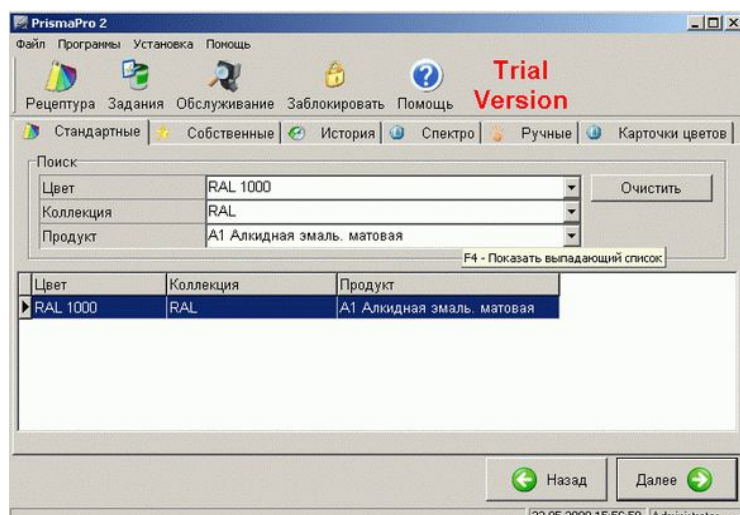 PrismaPro 2
Файл Программы Установка Помощь
Рецептура Задания Обслуживание Заблокировать Помощь Trial Version
Стандартные Собственные История Спектро Ручные Карточки цветов
Поиск
Цвет RAL 1000 Очистить
Коллекция RAL
Продукт А1 Алкидная эмаль. матовая
F4 - Показать выпадающий список
Цвет Коллекция Продукт
RAL 1000 RAL А1 Алкидная эмаль. матовая
Назад Далее